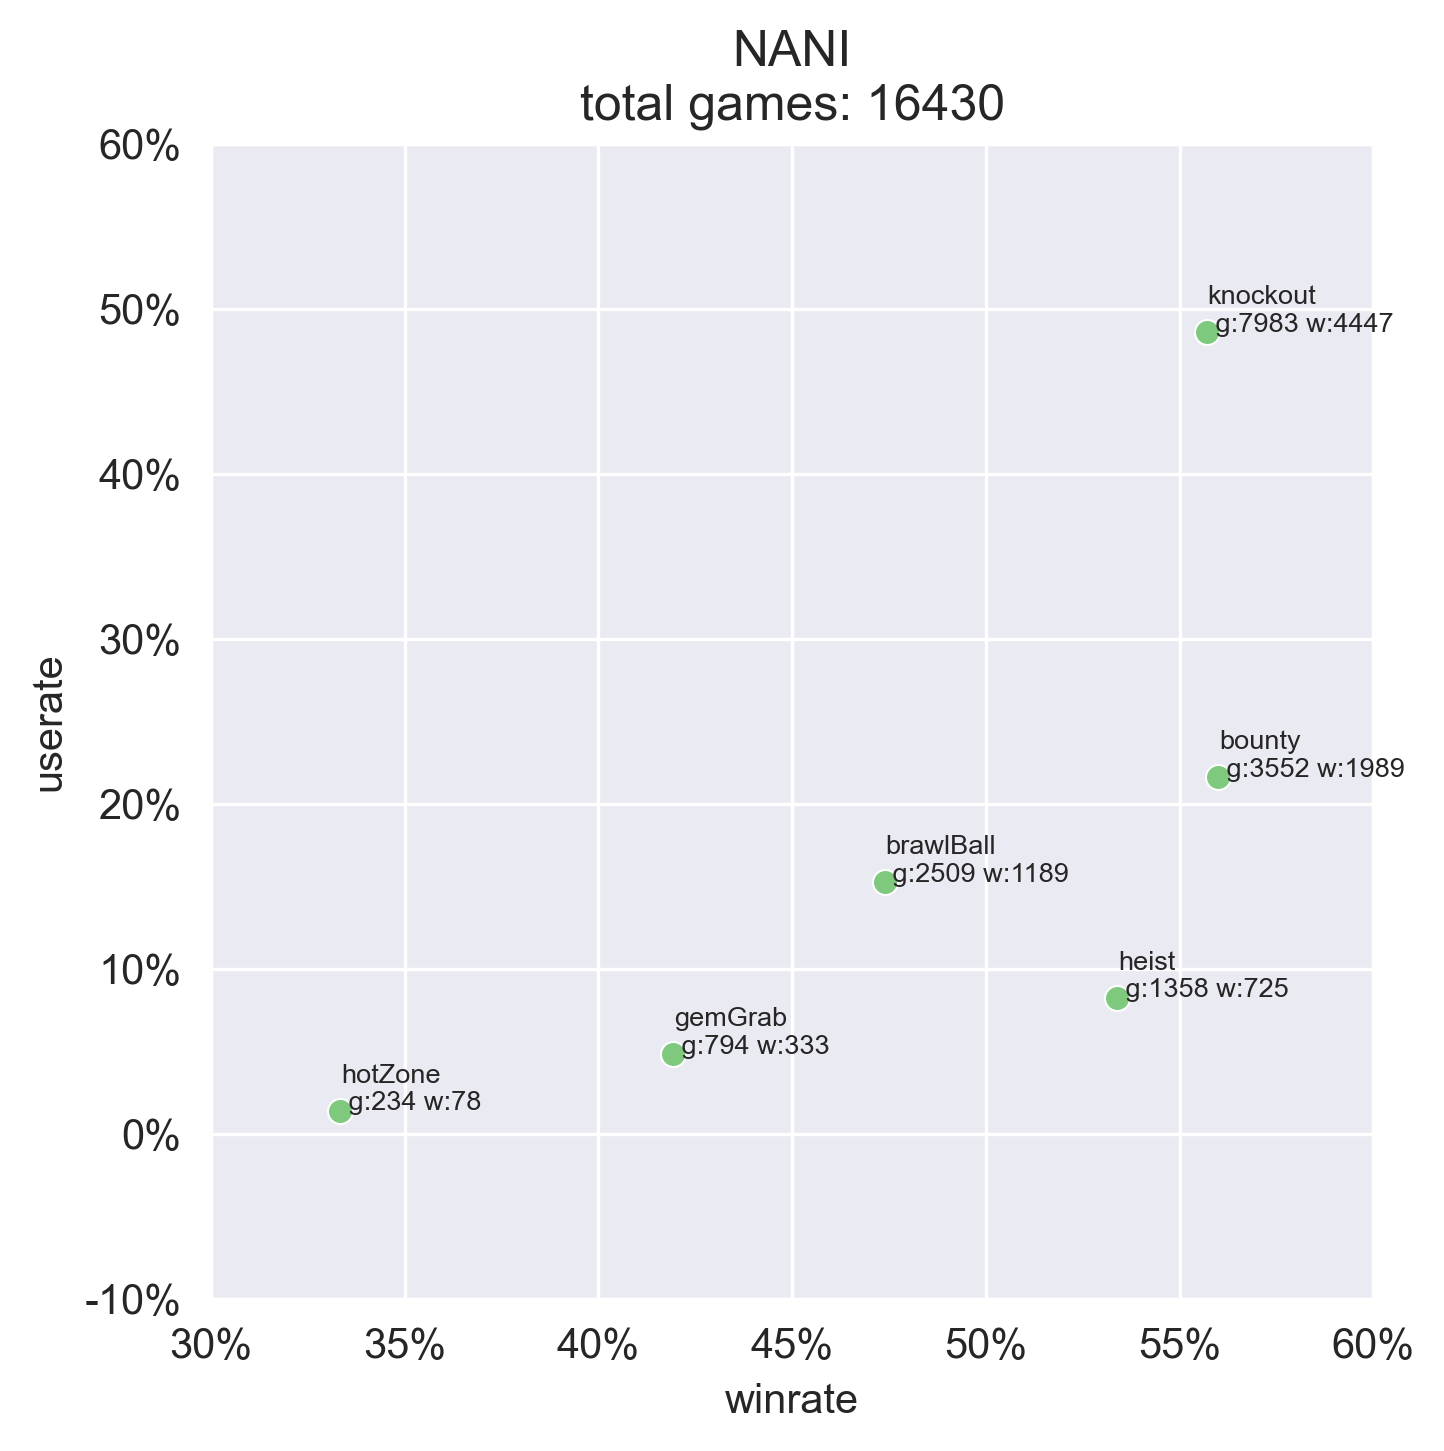 NANI
total games: 16430
60%
50%
40%
30%
20%
10%
0%
-10%
userate
knockout
g:7983 w:4447
bounty
g:3552 w:1989
brawlBall
g:2509 w:1189
heist
g:1358 w:725
gemGrab
g:794 w:333
hotZone
g:234 w:78
30% 35% 40% 45% 50% 55% 60%
winrate